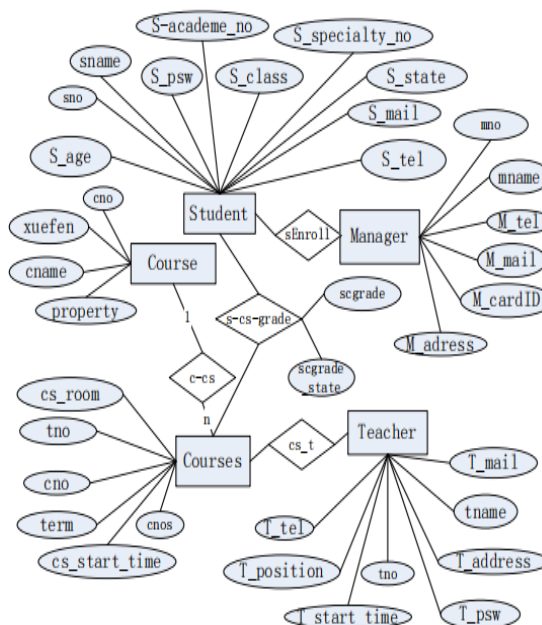 S-academe_no
S_specialty_no
sname
S_psw
S_class
S_state
sno
S_mail
mno
S_age
S_tel
mname
cno
Student
M_tel
xuefen
sEnroll
Manager
Course
M_mail
cname
M_cardID
scgrade
property
1
s-cs-grade
M_adress
c-cs
scgrade
_state
cs_room
n
tno
Courses
cs_t
Teacher
T_mail
cno
tname
term
cnos
T_tel
cs_start_time
T_address
T_position
tno
T_start_time
T_psw